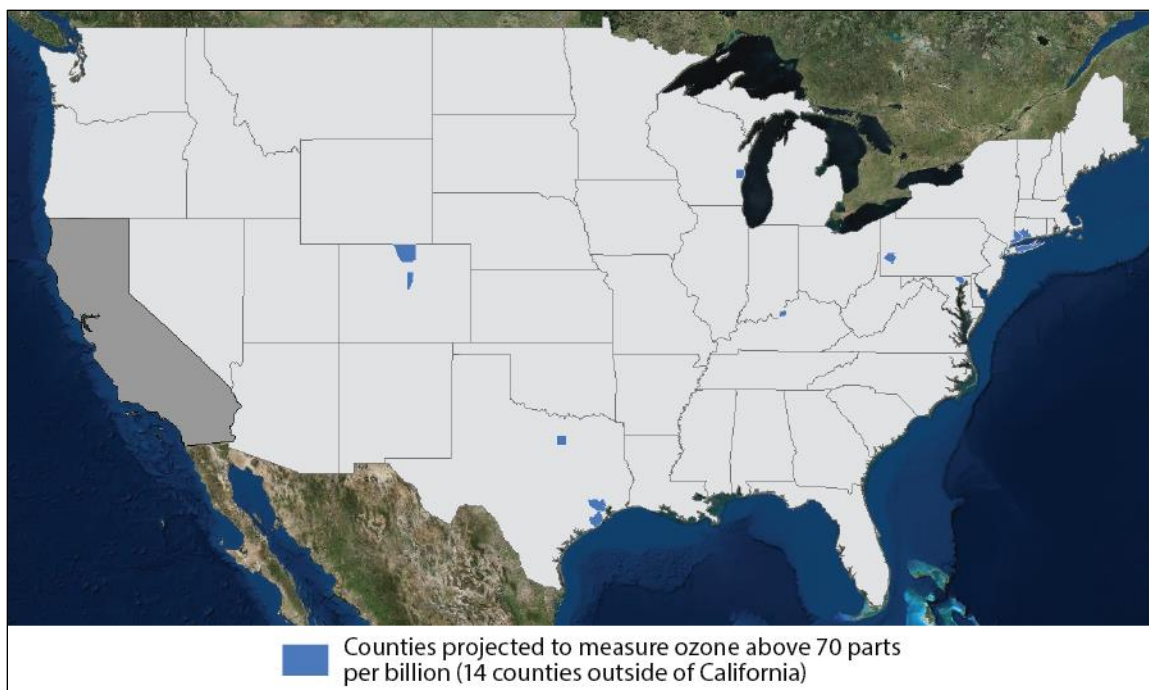 Counties projected to measure ozone above 70 parts
per billion (14 counties outside of California)